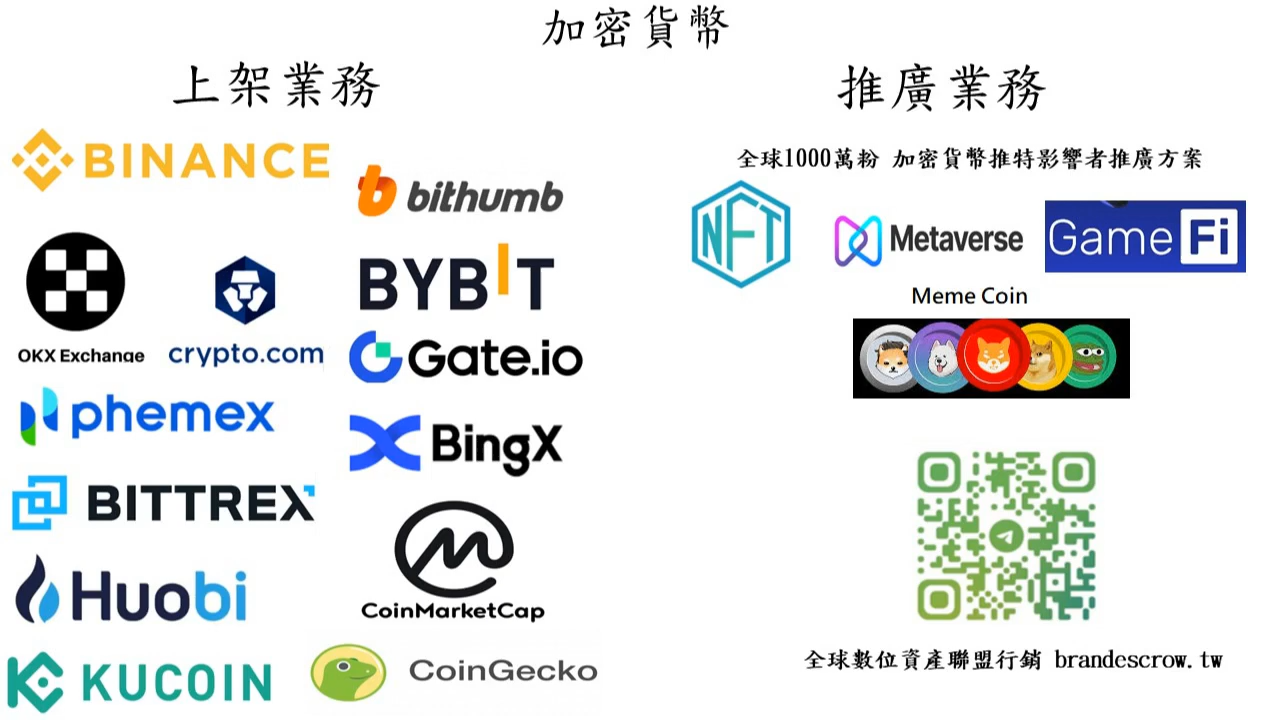 加密貨幣
上架業務
BINANCE
bithumb
OKX Exchange
crypto.com
BYBIT
Gate.io
phemex
BingX
BITTREX
CoinMarketCap
Huobi
KUCOIN
CoinGecko
推廣業務
全球1000萬粉 加密貨幣推特影響者推廣方案
NFT
Metaverse
GameFi
Meme Coin
全球數位資產聯盟行銷 brandescrow.tw